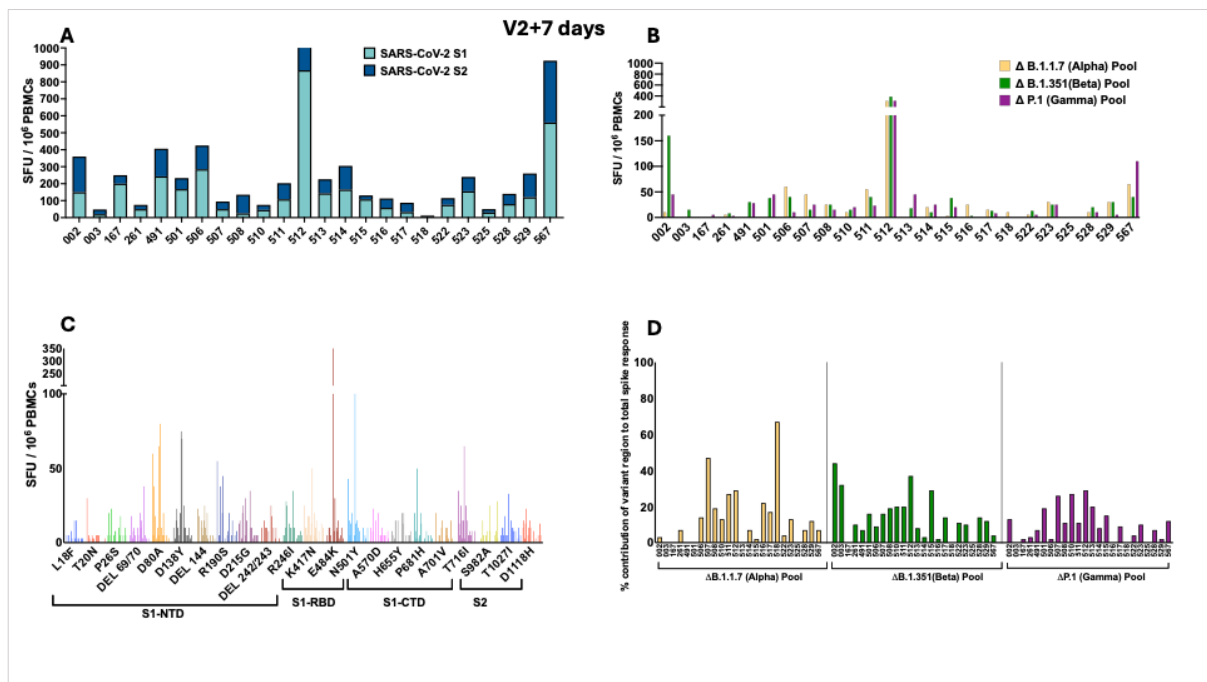 V2+7 days
A
SFU / 10⁶ PBMCs
1000
900
800
700
600
500
400
300
200
100
0
SARS-CoV-2 S1
SARS-CoV-2 S2
002 003 167 261 491 501 506 507 508 510 511 512 513 514 515 516 517 518 522 523 525 528 529 567
B
SFU / 10⁶ PBMCs
1000
800
600
400
200
150
100
50
0
Δ B.1.1.7 (Alpha) Pool
Δ B.1.351(Beta) Pool
Δ P.1 (Gamma) Pool
002 003 167 261 491 501 506 507 508 510 511 512 513 514 515 516 517 518 522 523 525 528 529 567
C
SFU / 10⁶ PBMCs
350
300
250
100
50
0
L18F T20N P26S DEL 69/70 D80A D138Y DEL 144 R190S D215G DEL 242/243 R246I K417N E484K N501Y A570D H655Y P681H A701V T716I S982A T1027I D1118H
S1-NTD
S1-RBD
S1-CTD
S2
D
% contribution of variant region to total spike response
100
80
60
40
20
0
ΔB.1.1.7 (Alpha) Pool
ΔB.1.351(Beta) Pool
ΔP.1 (Gamma) Pool